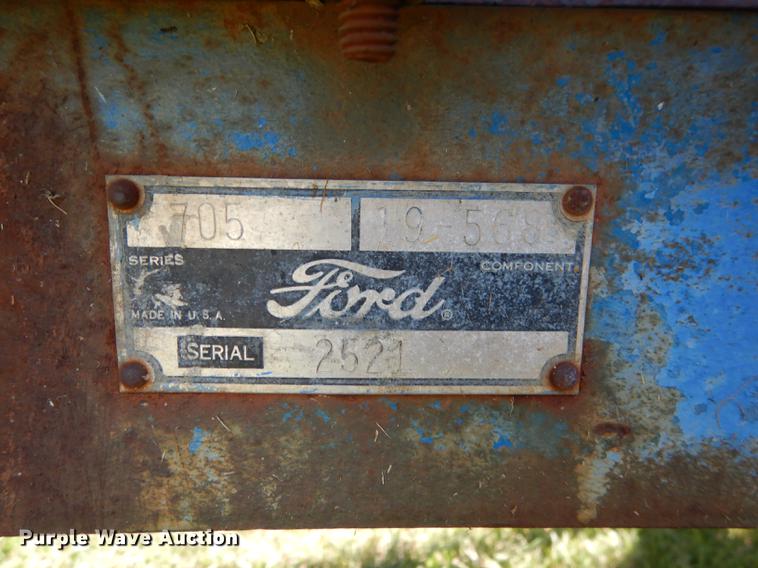 705 19-568
SERIES Ford® COMPONENT
MADE IN U.S.A.
SERIAL 2521
Purple Wave Auction